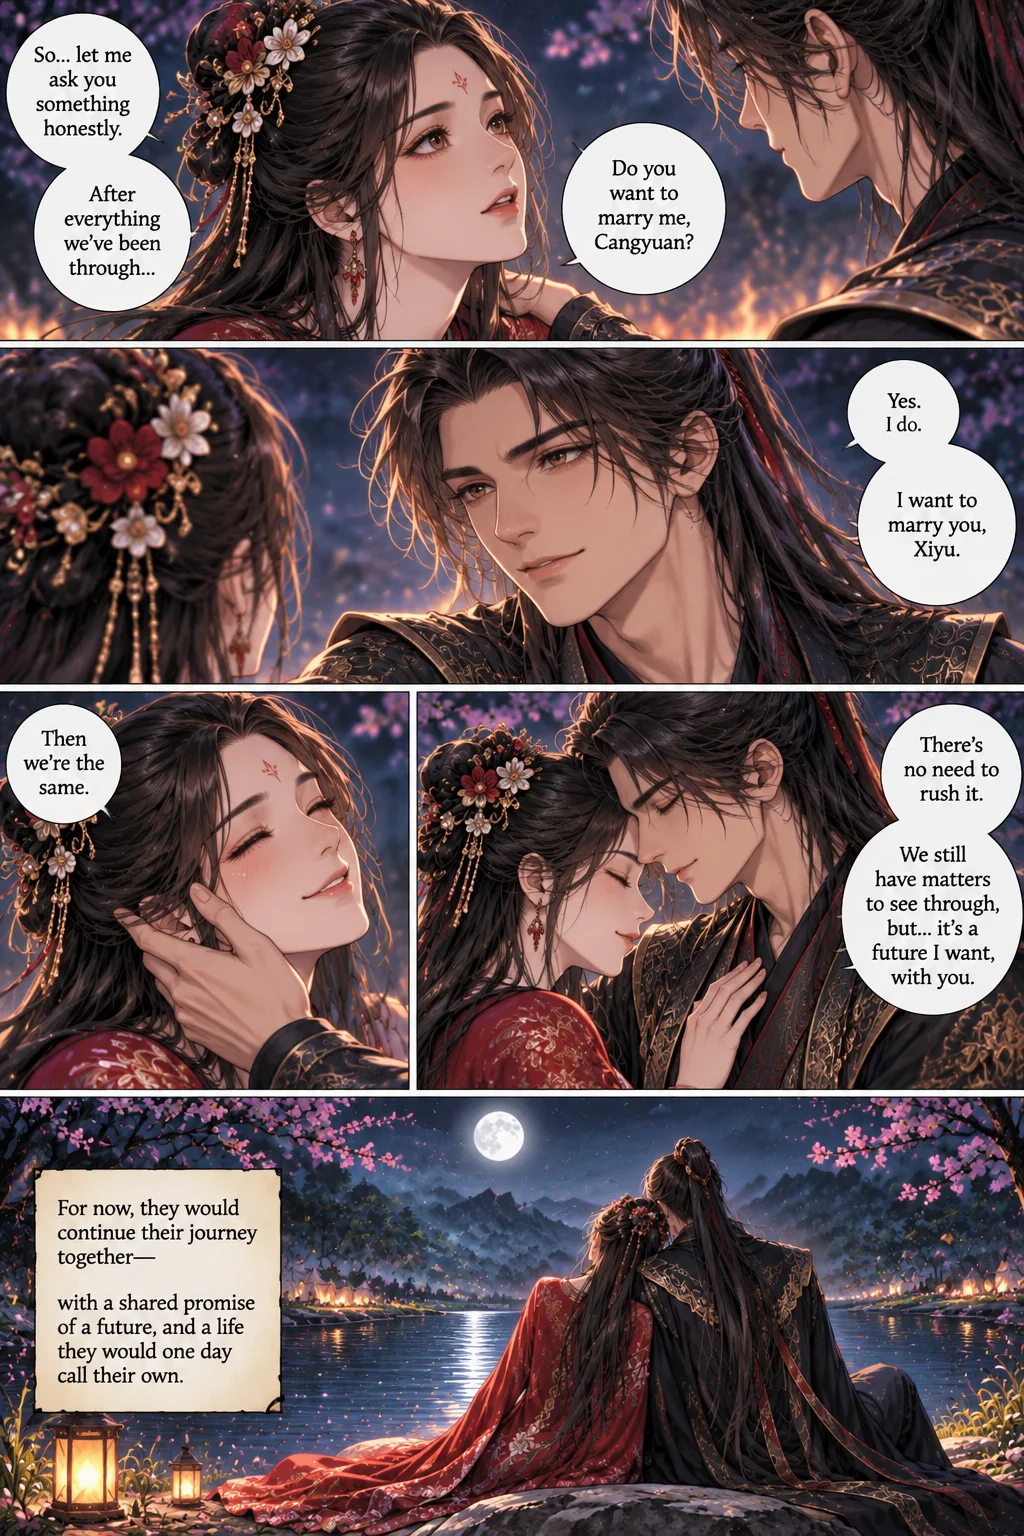 So... let me
ask you
something
honestly.
After
everything
we've been
through...
Do you
want to
marry me,
Cangyuan?
Yes.
I do.
I want to
marry you,
Xiyu.
Then
we're the
same.
There's
no need to
rush it.
We still
have matters
to see through,
but... it's a
future I want,
with you.
For now, they would
continue their journey
together—
with a shared promise
of a future, and a life
they would one day
call their own.